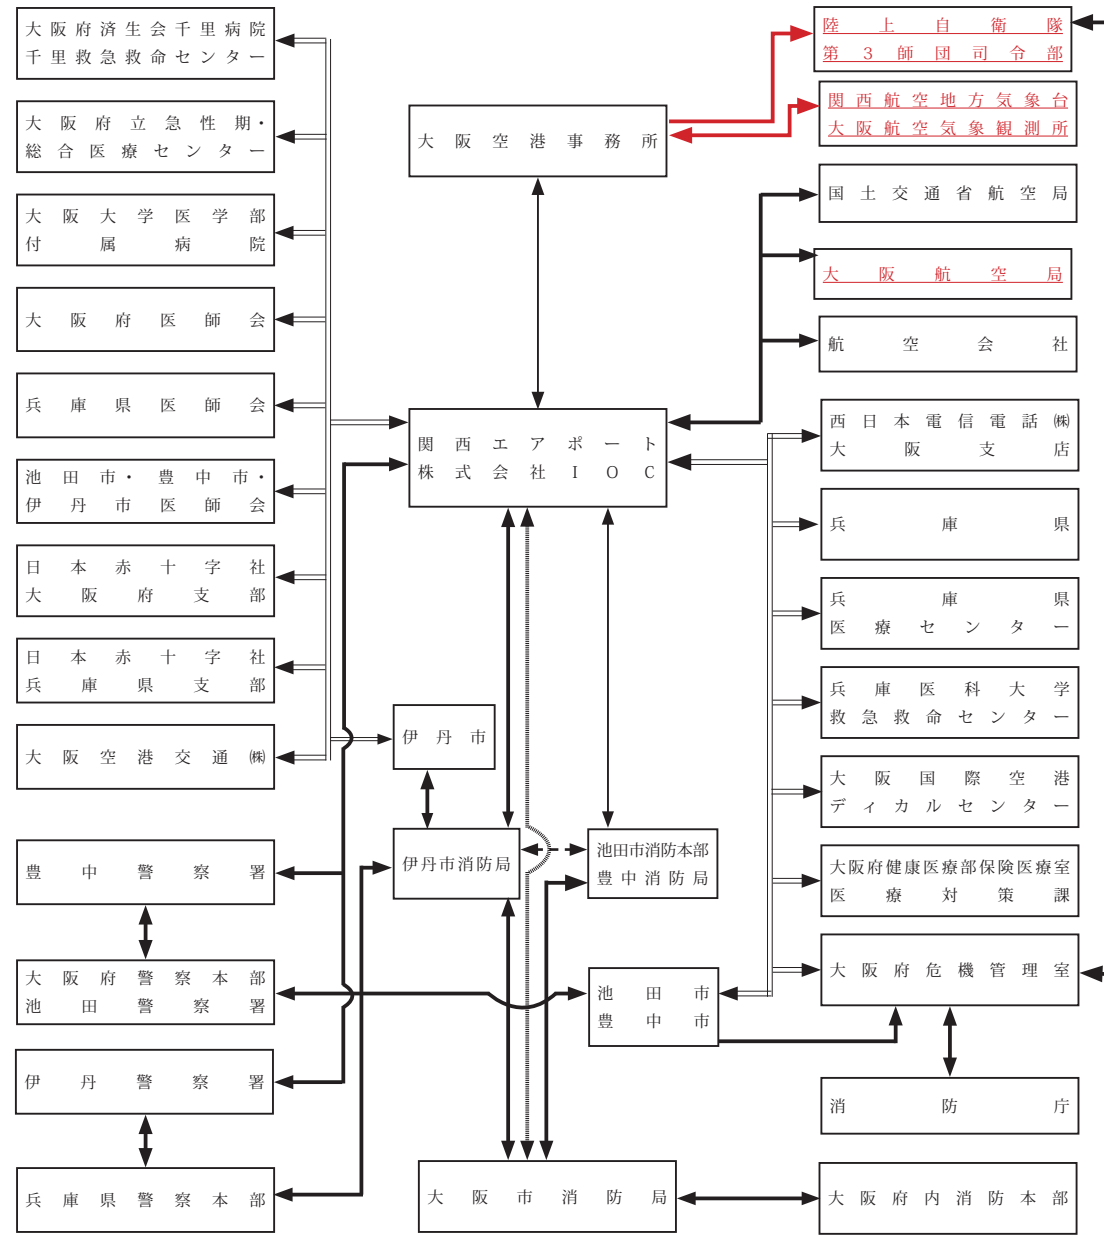 大阪府済生会千里病院
千里救急救命センター
大阪府立急性期・
総合医療センター
大阪大学医学部
付属病院
大阪府医師会
兵庫県医師会
池田市・豊中市・
伊丹市医師会
日本赤十字社
大阪府支部
日本赤十字社
兵庫県支部
大阪空港交通㈱
豊中警察署
大阪府警察本部
池田警察署
伊丹警察署
兵庫県警察本部
大阪空港事務所
関西エアポート
株式会社IOC
伊丹市
伊丹市消防局
池田市消防本部
豊中消防局
池田市
豊中市
大阪市消防局
陸上自衛隊
第3師団司令部
関西航空地方気象台
大阪航空気象観測所
国土交通省航空局
大阪航空局
航空会社
西日本電信電話㈱
大阪支店
兵庫県
兵庫県
医療センター
兵庫医科大学
救急救命センター
大阪国際空港
ディカルセンター
大阪府健康医療部保険医療室
医療対策課
大阪府危機管理室
消防庁
大阪府内消防本部